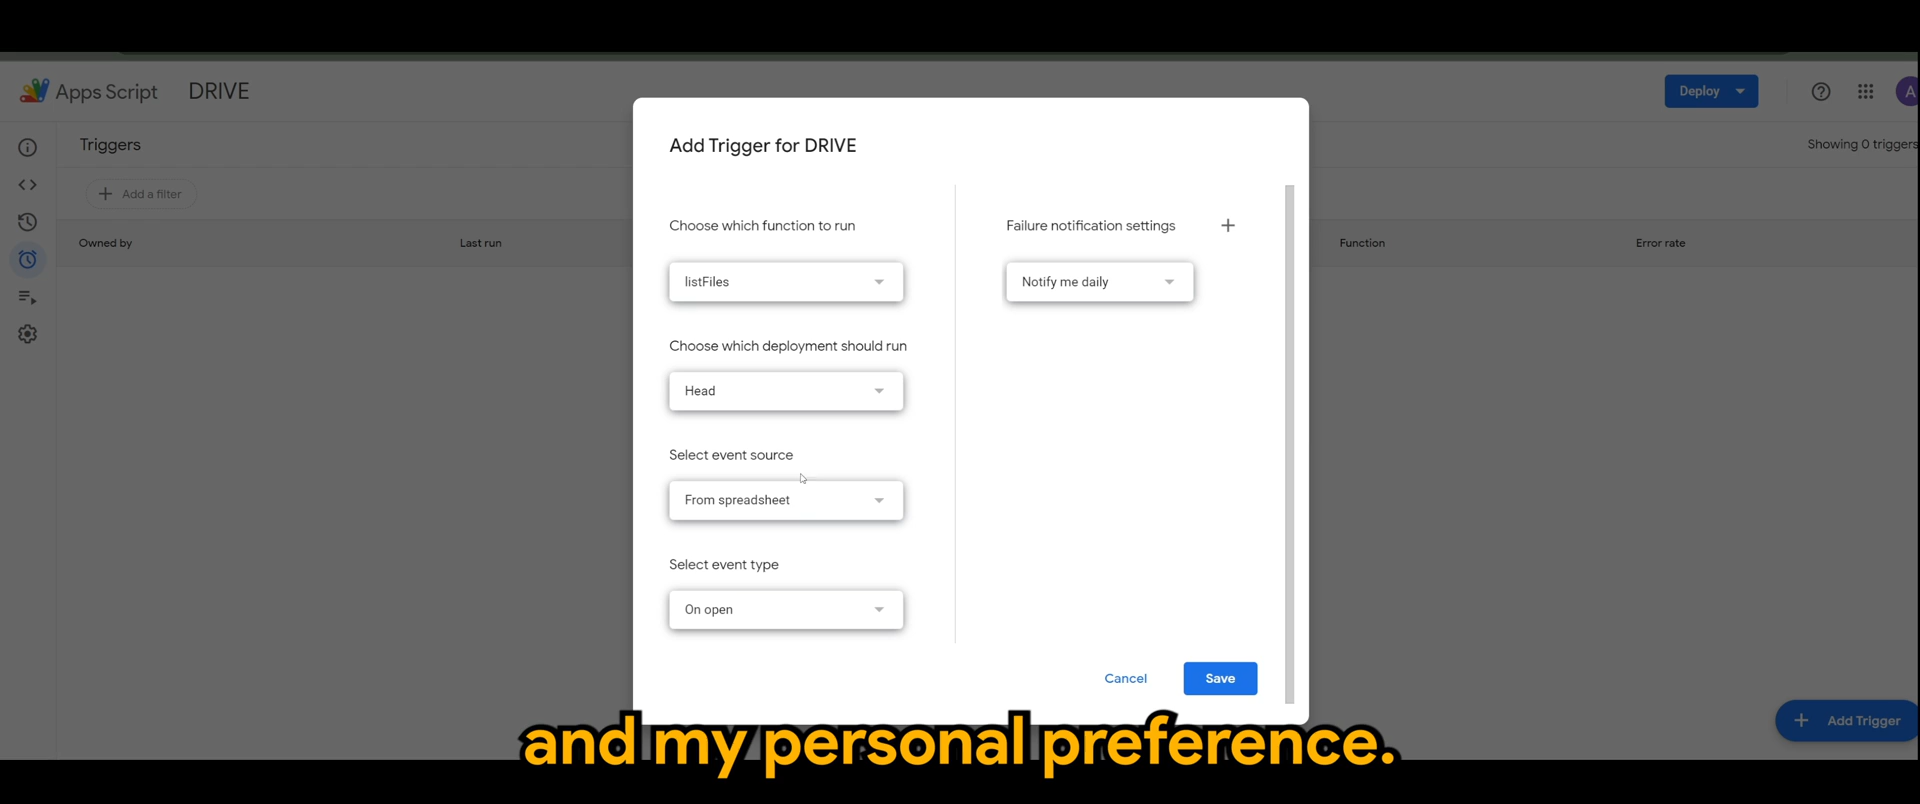 Apps Script DRIVE Deploy A
Triggers Showing 0 triggers
Add a filter
Owned by Last run Function Error rate
Add Trigger for DRIVE
Choose which function to run
listFiles
Choose which deployment should run
Head
Select event source
From spreadsheet
Select event type
On open
Failure notification settings
Notify me daily
Cancel Save
Add Trigger
and my personal preference.